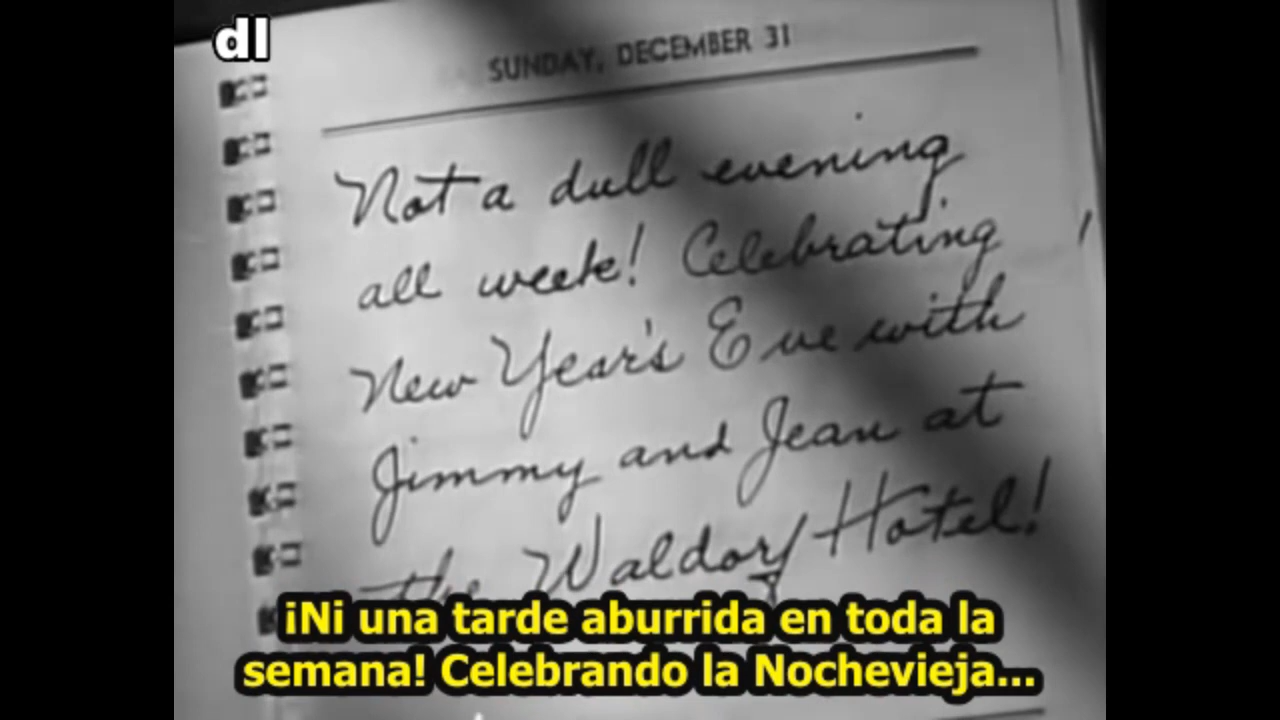 dl
SUNDAY, DECEMBER 31
Not a dull evening
all week! Celebrating
New Year's Eve with
Jimmy and Jean at
the Waldorf Hotel!
¡Ni una tarde aburrida en toda la
semana! Celebrando la Nochevieja...